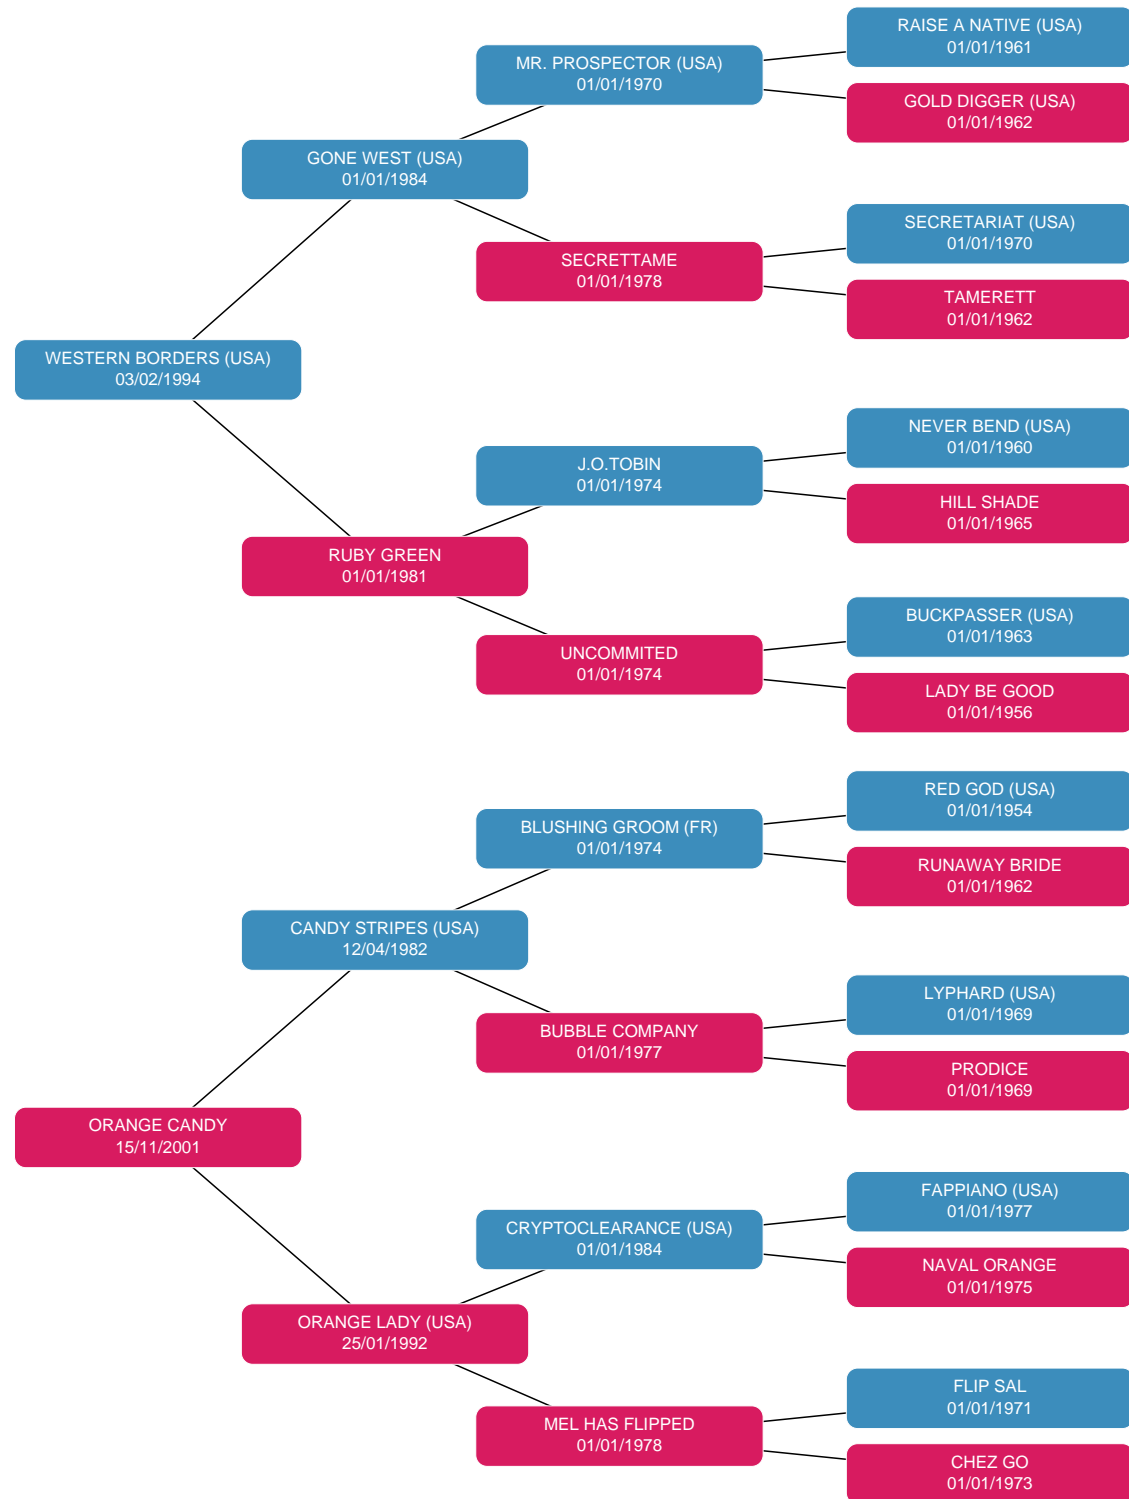 RAISE A NATIVE (USA)
01/01/1961
MR. PROSPECTOR (USA)
01/01/1970
GOLD DIGGER (USA)
01/01/1962
GONE WEST (USA)
01/01/1984
SECRETARIAT (USA)
01/01/1970
SECRETTAME
01/01/1978
TAMERETT
01/01/1962
WESTERN BORDERS (USA)
03/02/1994
NEVER BEND (USA)
01/01/1960
J.O.TOBIN
01/01/1974
HILL SHADE
01/01/1965
RUBY GREEN
01/01/1981
BUCKPASSER (USA)
01/01/1963
UNCOMMITED
01/01/1974
LADY BE GOOD
01/01/1956
RED GOD (USA)
01/01/1954
BLUSHING GROOM (FR)
01/01/1974
RUNAWAY BRIDE
01/01/1962
CANDY STRIPES (USA)
12/04/1982
LYPHARD (USA)
01/01/1969
BUBBLE COMPANY
01/01/1977
PRODICE
01/01/1969
ORANGE CANDY
15/11/2001
FAPPIANO (USA)
01/01/1977
CRYPTOCLEARANCE (USA)
01/01/1984
NAVAL ORANGE
01/01/1975
ORANGE LADY (USA)
25/01/1992
FLIP SAL
01/01/1971
MEL HAS FLIPPED
01/01/1978
CHEZ GO
01/01/1973